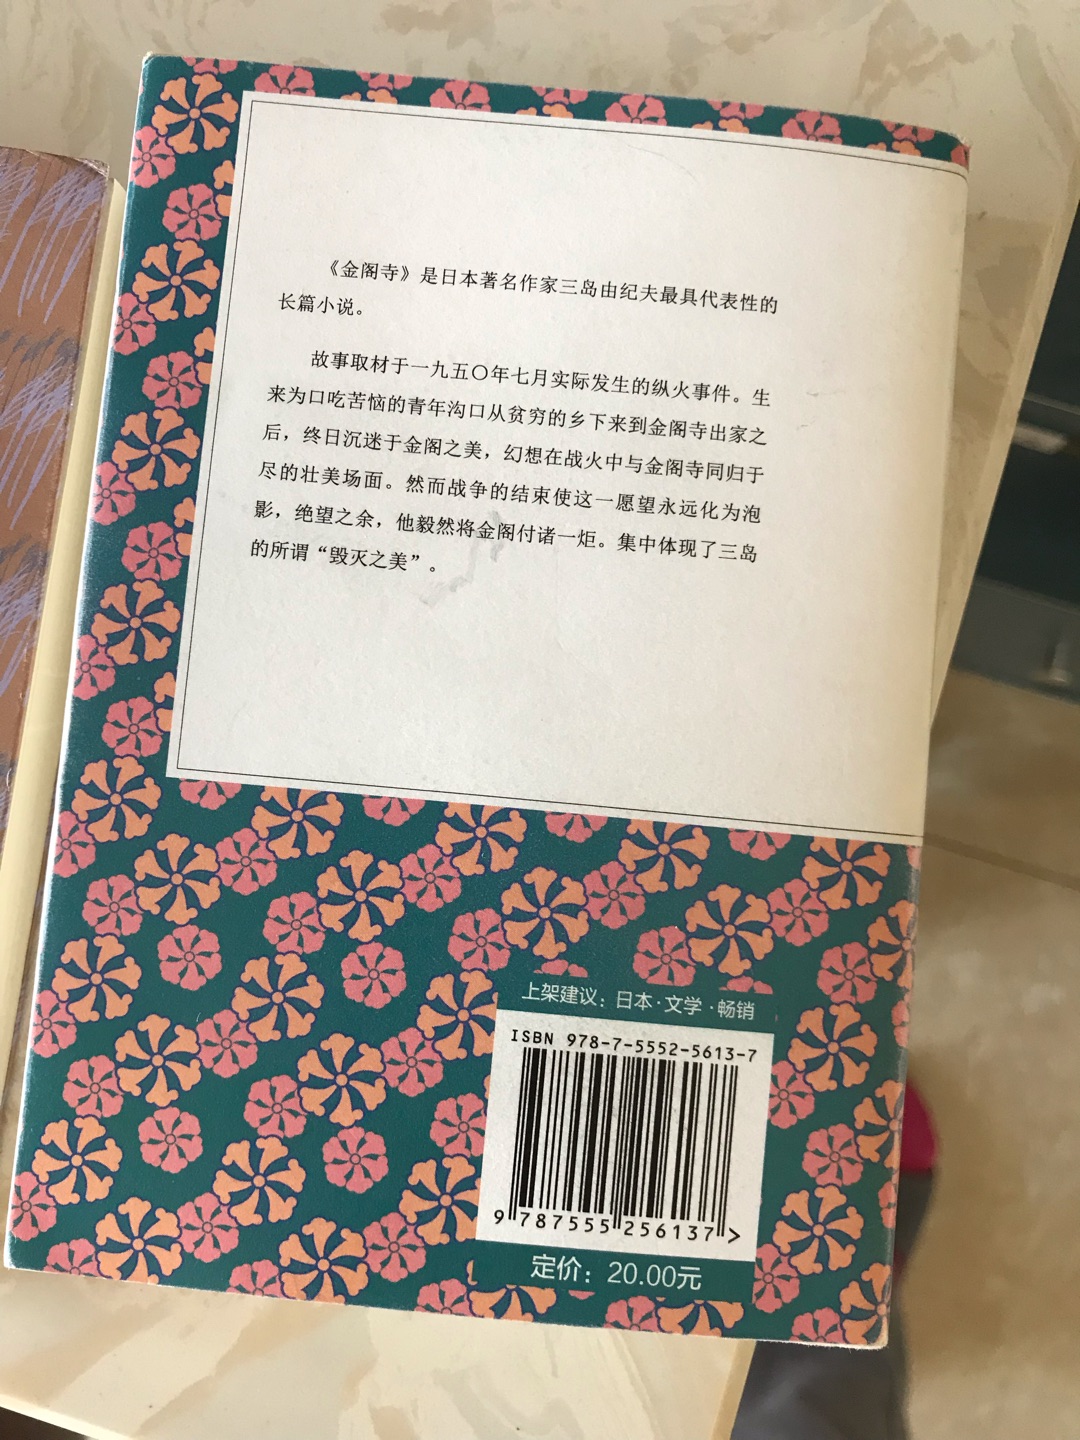 《金阁寺》是日本著名作家三岛由纪夫最具代表性的
长篇小说。
故事取材于一九五〇年七月实际发生的纵火事件。生
来为口吃苦恼的青年沟口从贫穷的乡下来到金阁寺出家之
后，终日沉迷于金阁之美，幻想在战火中与金阁寺同归于
尽的壮美场面。然而战争的结束使这一愿望永远化为泡
影，绝望之余，他毅然将金阁付诸一炬。集中体现了三岛
的所谓“毁灭之美”。
上架建议：日本·文学·畅销
ISBN 978-7-5552-5613-7
9 787555 256137 >
定价：20.00元